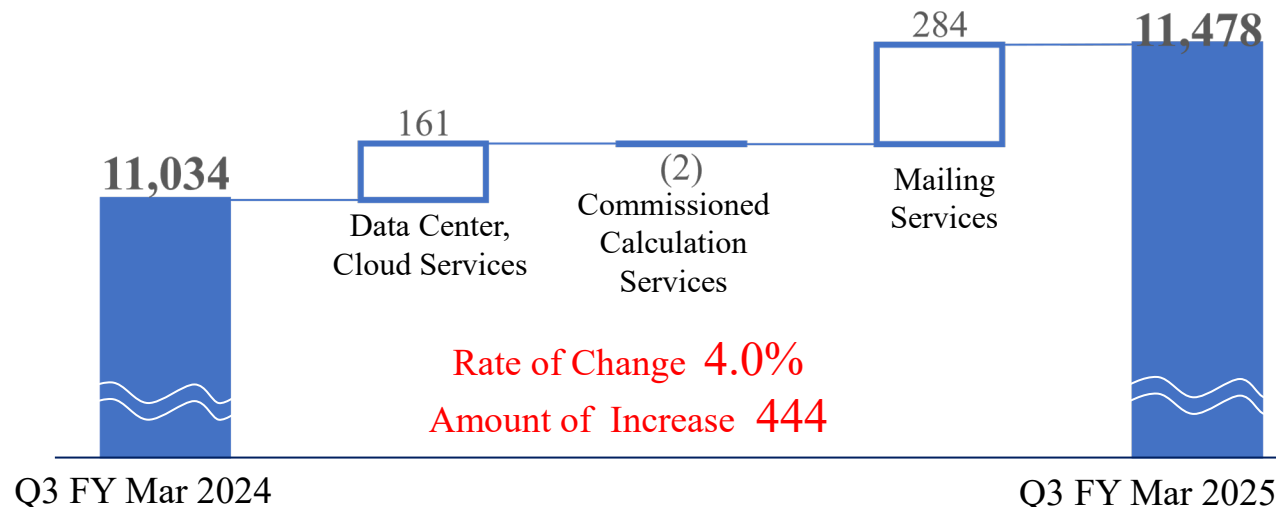 284
11,478
161
11,034
(2)
Data Center,
Cloud Services
Commissioned
Calculation
Services
Mailing
Services
Rate of Change 4.0%
Amount of Increase 444
Q3 FY Mar 2024
Q3 FY Mar 2025